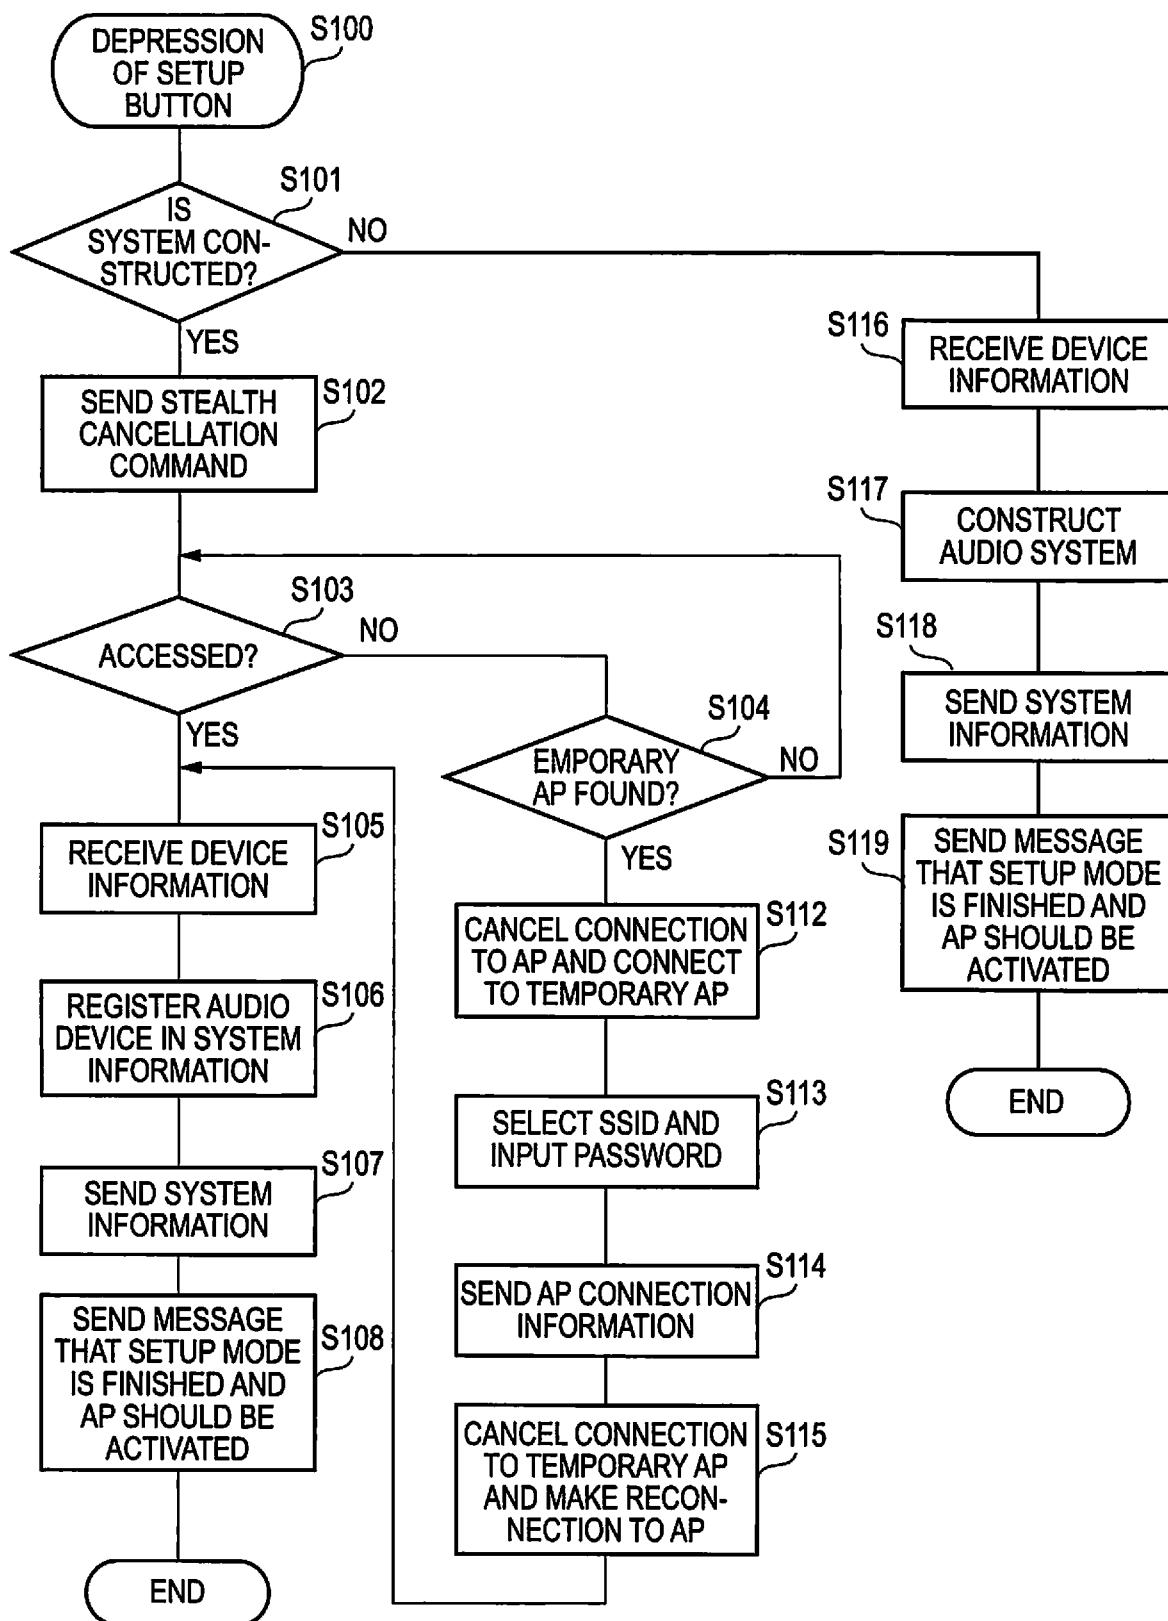 DEPRESSION
OF SETUP
BUTTON
S100
IS
SYSTEM CON-
STRUCTED?
S101
NO
YES
SEND STEALTH
CANCELLATION
COMMAND
S102
ACCESSED?
S103
NO
YES
EMPORARY
AP FOUND?
S104
NO
YES
RECEIVE DEVICE
INFORMATION
S105
REGISTER AUDIO
DEVICE IN SYSTEM
INFORMATION
S106
SEND SYSTEM
INFORMATION
S107
SEND MESSAGE
THAT SETUP MODE
IS FINISHED AND
AP SHOULD BE
ACTIVATED
S108
END
CANCEL CONNECTION
TO AP AND CONNECT
TO TEMPORARY AP
S112
SELECT SSID AND
INPUT PASSWORD
S113
SEND AP CONNECTION
INFORMATION
S114
CANCEL CONNECTION
TO TEMPORARY AP
AND MAKE RECON-
NECTION TO AP
S115
S116
RECEIVE DEVICE
INFORMATION
S117
CONSTRUCT
AUDIO SYSTEM
S118
SEND SYSTEM
INFORMATION
S119
SEND MESSAGE
THAT SETUP MODE
IS FINISHED AND
AP SHOULD BE
ACTIVATED
END